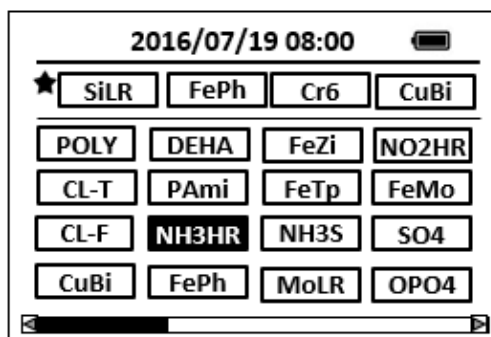 2016/07/19 08:00
SiLR FePh Cr6 CuBi
POLY DEHA FeZi NO2HR
CL-T PAmi FeTp FeMo
CL-F NH3HR NH3S SO4
CuBi FePh MoLR OPO4